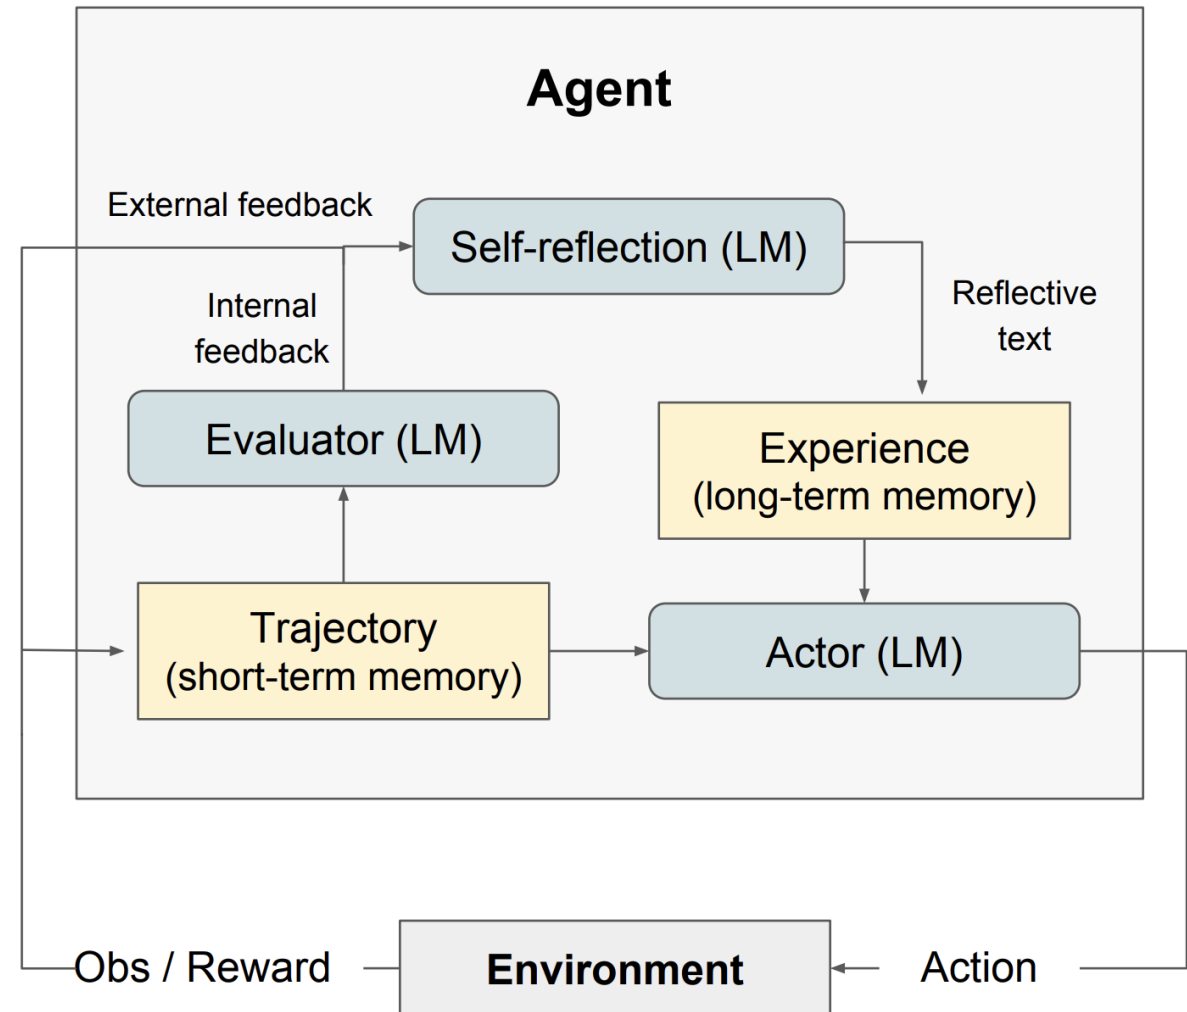 Agent
External feedback
Self-reflection (LM)
Internal
feedback
Reflective
text
Evaluator (LM)
Experience
(long-term memory)
Trajectory
(short-term memory)
Actor (LM)
Obs / Reward
Environment
Action